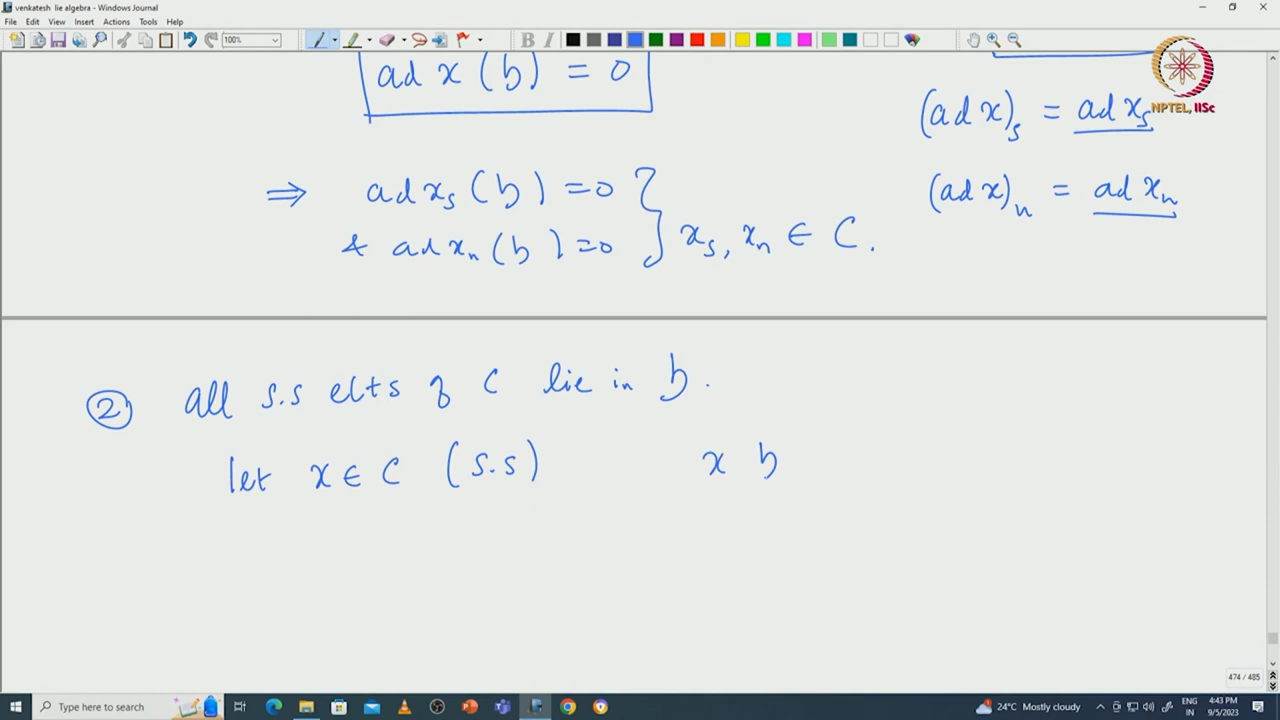 venkatesh lie algebra - Windows Journal
File Edit View Insert Actions Tools Help
100%
B I
NPTEL, IISc
ad x (h) = 0
(ad x)_s = ad x_s
(ad x)_n = ad x_n
⇒ ad x_s (h) = 0
& ad x_n (h) = 0 } x_s, x_n ∈ C.
② all s.s elts of C lie in h.
let x ∈ C (s.s) x h
474 / 485
Type here to search
24°C Mostly cloudy
ENG
IN
4:43 PM
9/5/2023